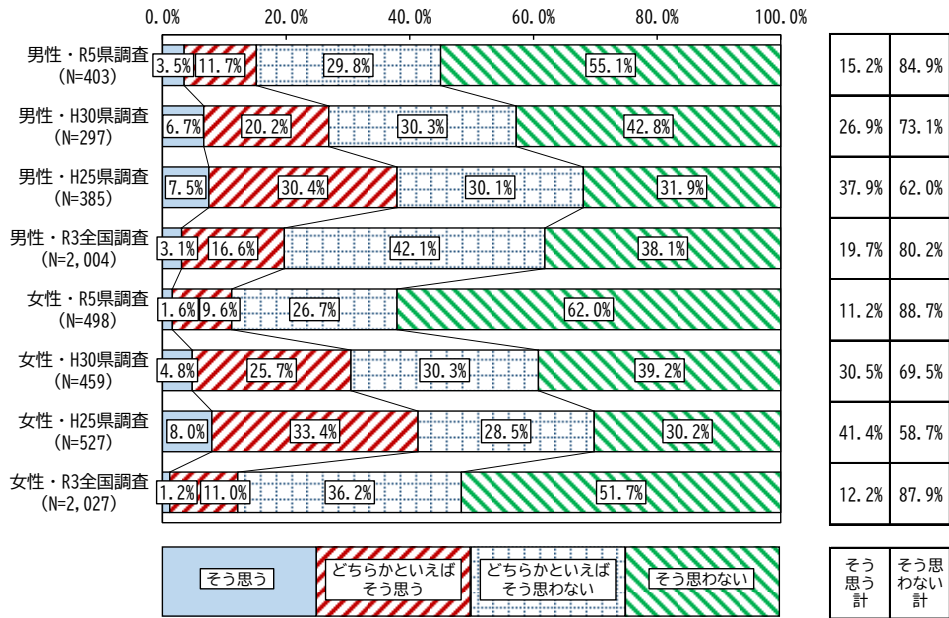 0.0% 20.0% 40.0% 60.0% 80.0% 100.0%
男性・R5県調査
(N=403)
3.5% 11.7% 29.8% 55.1% 15.2% 84.9%
男性・H30県調査
(N=297)
6.7% 20.2% 30.3% 42.8% 26.9% 73.1%
男性・H25県調査
(N=385)
7.5% 30.4% 30.1% 31.9% 37.9% 62.0%
男性・R3全国調査
(N=2,004)
3.1% 16.6% 42.1% 38.1% 19.7% 80.2%
女性・R5県調査
(N=498)
1.6% 9.6% 26.7% 62.0% 11.2% 88.7%
女性・H30県調査
(N=459)
4.8% 25.7% 30.3% 39.2% 30.5% 69.5%
女性・H25県調査
(N=527)
8.0% 33.4% 28.5% 30.2% 41.4% 58.7%
女性・R3全国調査
(N=2,027)
1.2% 11.0% 36.2% 51.7% 12.2% 87.9%
そう思う
どちらかといえば
そう思う
どちらかといえば
そう思わない
そう思わない
そう
思う
計
そう思
わない
計